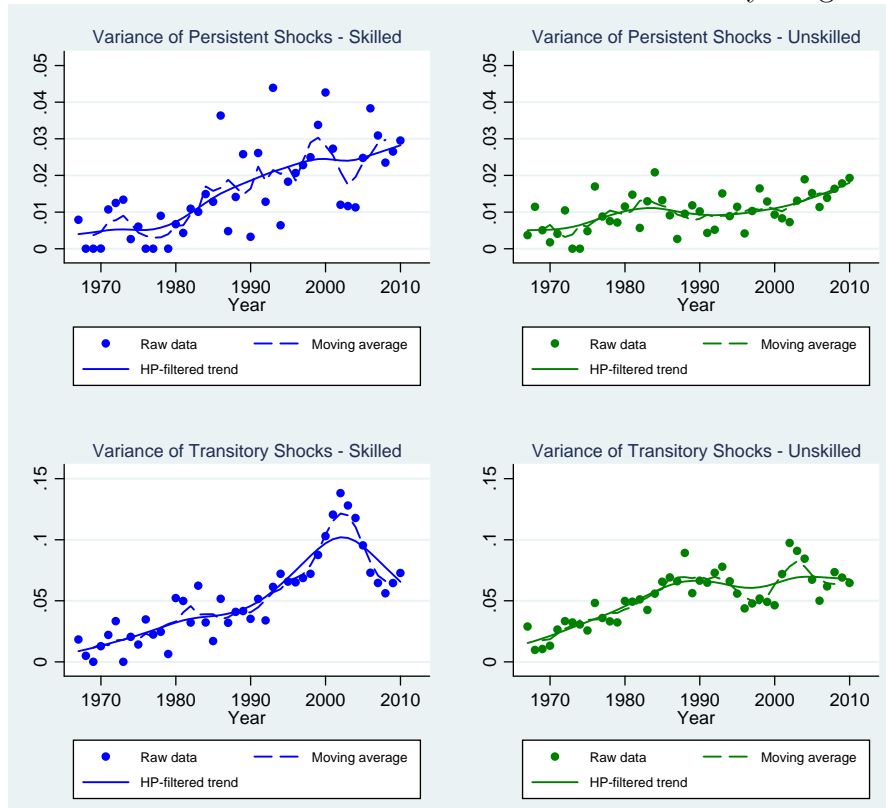 Variance of Persistent Shocks - Skilled
.05
.04
.03
.02
.01
0
1970 1980 1990 2000 2010
Year
Raw data Moving average
HP-filtered trend
Variance of Persistent Shocks - Unskilled
.05
.04
.03
.02
.01
0
1970 1980 1990 2000 2010
Year
Raw data Moving average
HP-filtered trend
Variance of Transitory Shocks - Skilled
.15
.1
.05
0
1970 1980 1990 2000 2010
Year
Raw data Moving average
HP-filtered trend
Variance of Transitory Shocks - Unskilled
.15
.1
.05
0
1970 1980 1990 2000 2010
Year
Raw data Moving average
HP-filtered trend